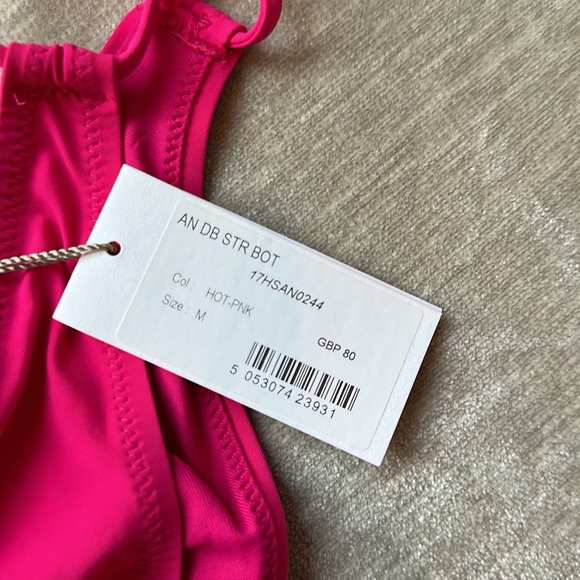 AN DB STR BOT
17HSAN0244
Col : HOT-PNK
Size : M
GBP 80
5 053074 23931